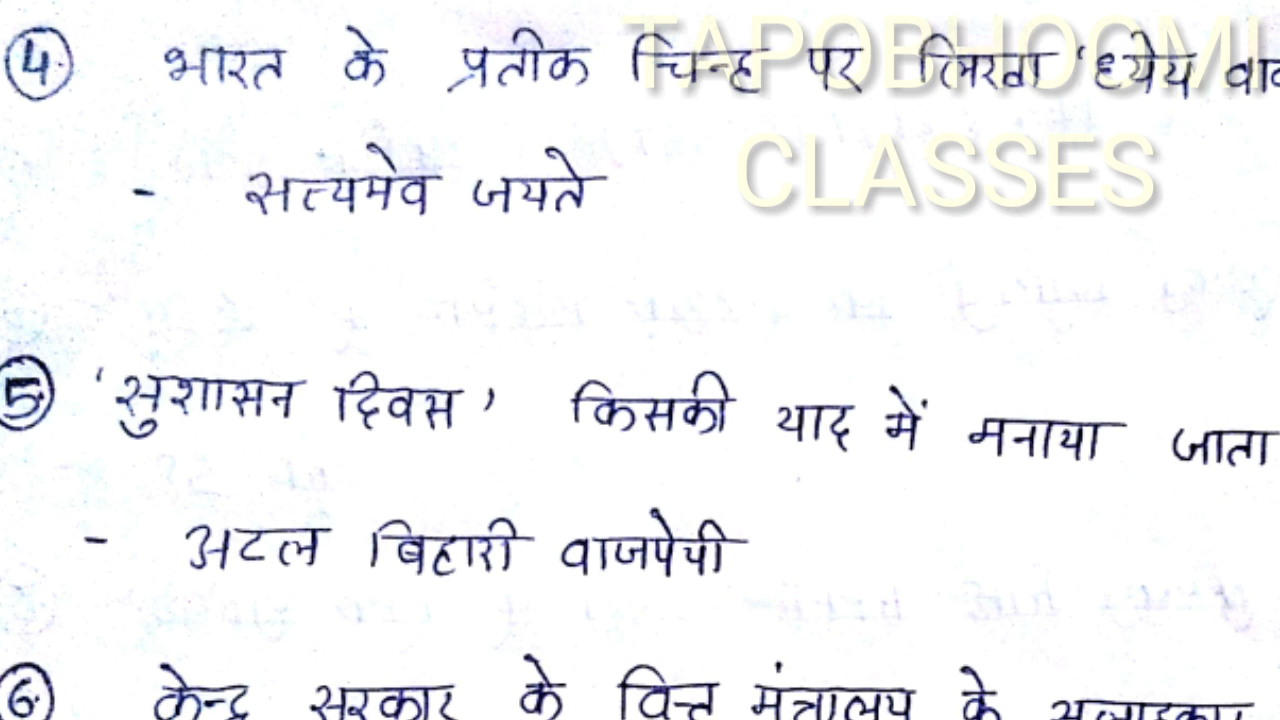 TAPOBHOOMI
CLASSES
④ भारत के प्रतीक चिन्ह पर लिखा 'ध्येय
- सत्यमेव जयते
⑤ 'सुशासन दिवस' किसकी याद में मनाया जाता
- अटल बिहारी वाजपेयी
⑥ केन्द्र सरकार के वित्त मंत्रालय के